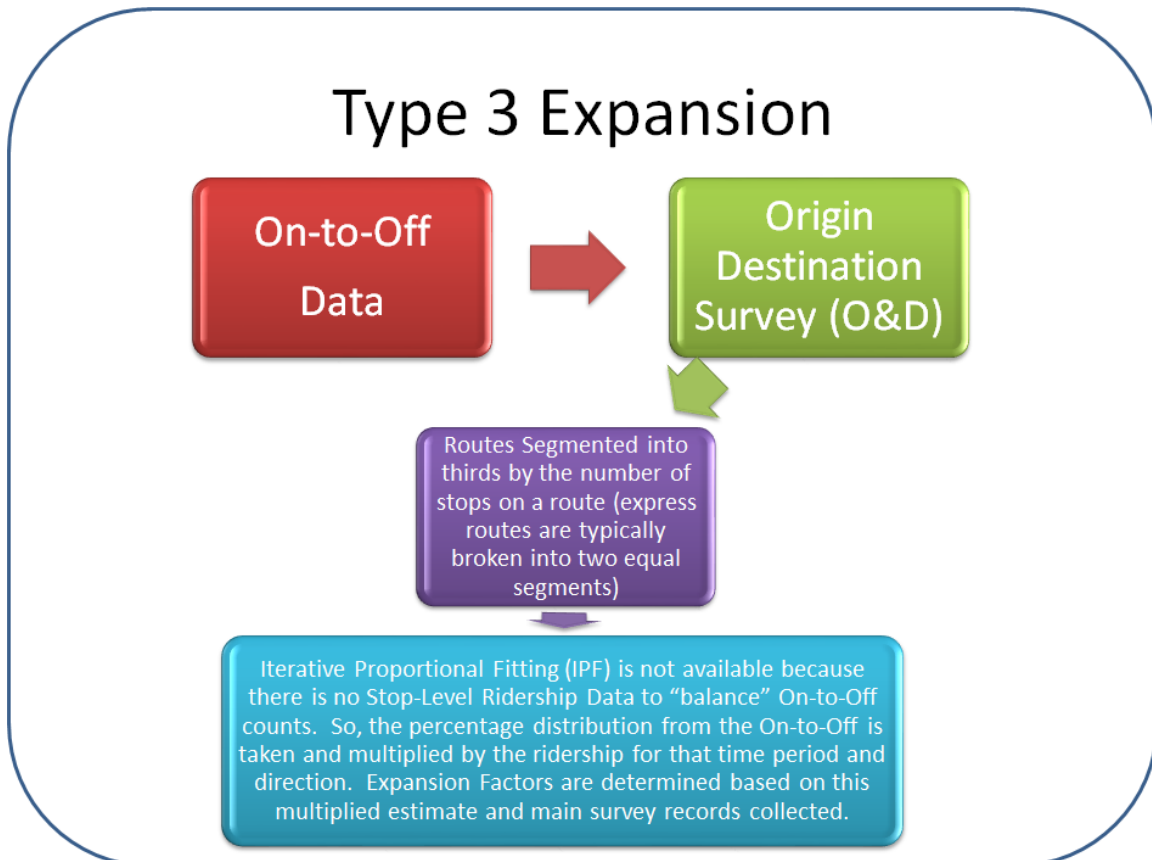 Type 3 Expansion
On-to-Off
Data
Origin
Destination
Survey (O&D)
Routes Segmented into
thirds by the number of
stops on a route (express
routes are typically
broken into two equal
segments)
Iterative Proportional Fitting (IPF) is not available because
there is no Stop-Level Ridership Data to “balance” On-to-Off
counts.  So, the percentage distribution from the On-to-Off is
taken and multiplied by the ridership for that time period and
direction.  Expansion Factors are determined based on this
multiplied estimate and main survey records collected.